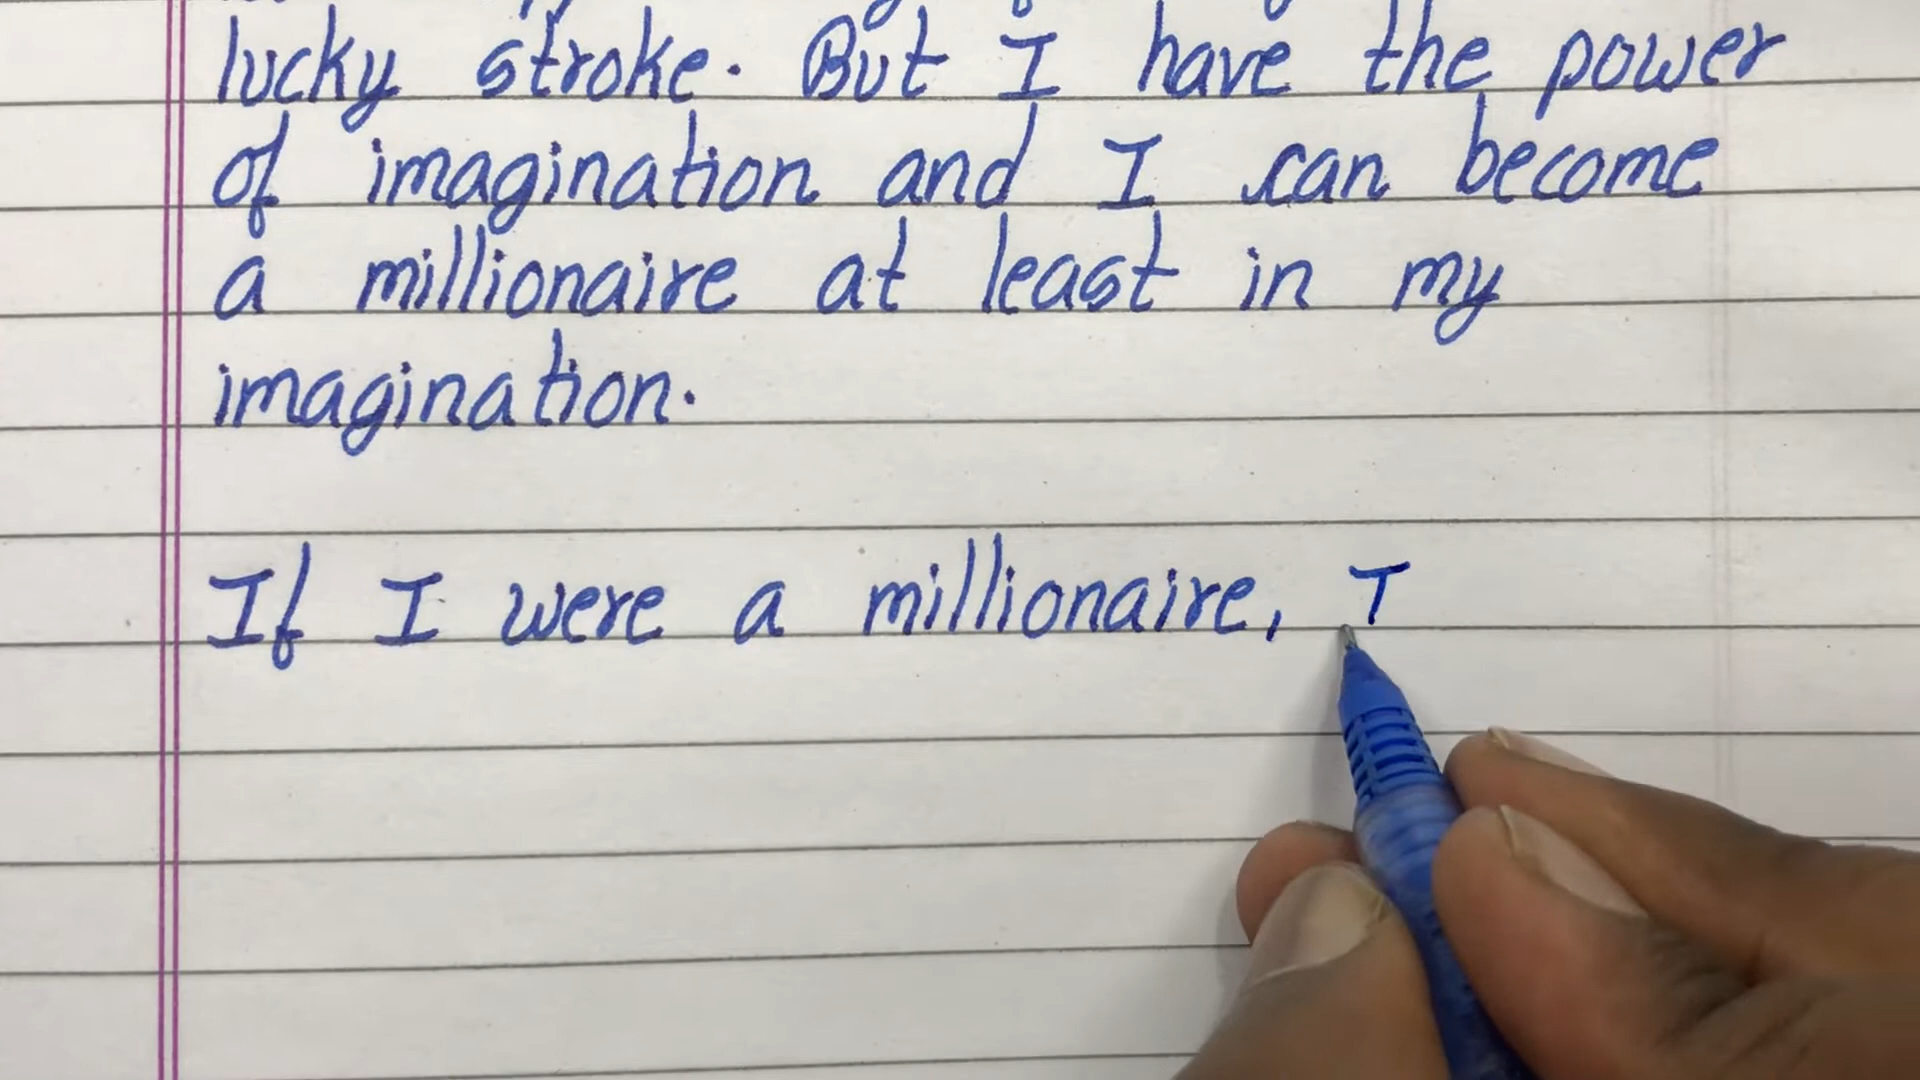 lucky stroke. But I have the power
of imagination and I can become
a millionaire at least in my
imagination.
If I were a millionaire, T